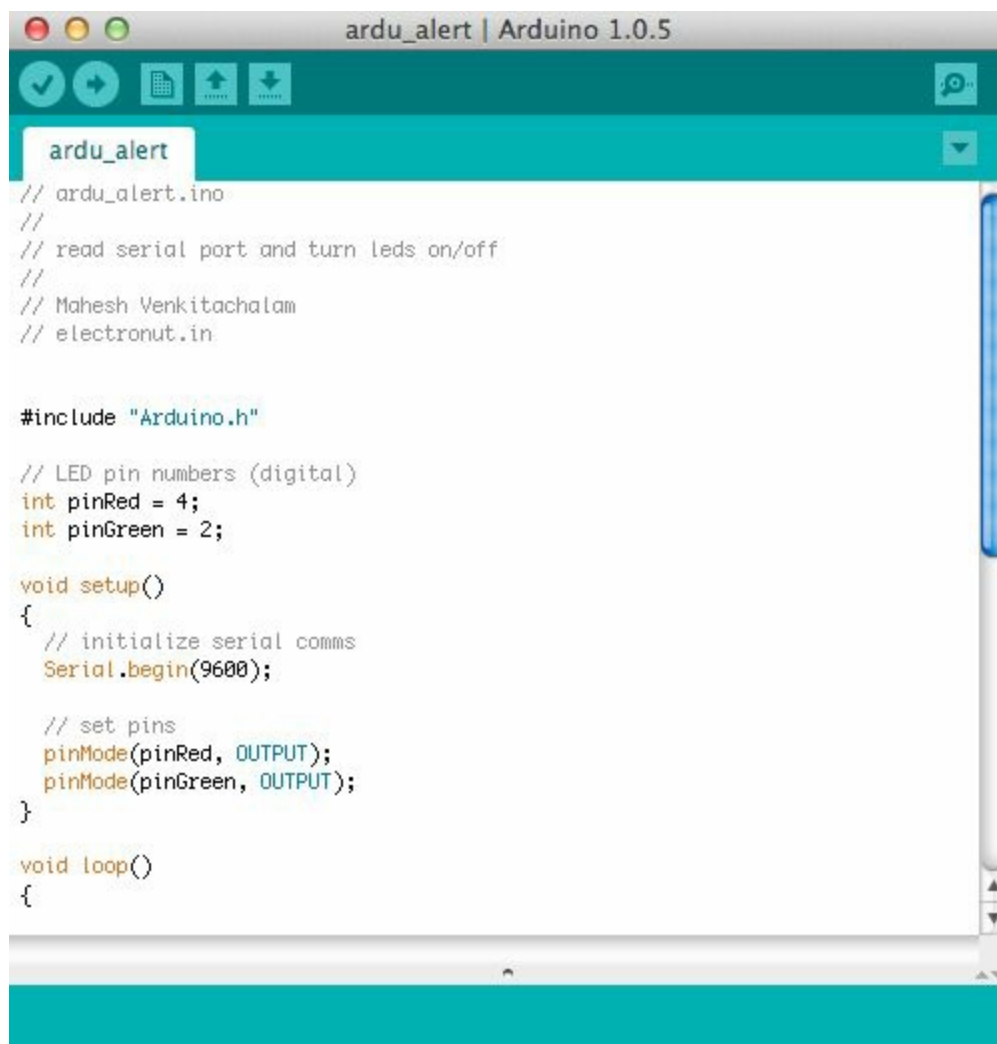 ardu_alert | Arduino 1.0.5
ardu_alert
// ardu_alert.ino
//
// read serial port and turn leds on/off
//
// Mahesh Venkitachalam
// electronut.in
#include "Arduino.h"
// LED pin numbers (digital)
int pinRed = 4;
int pinGreen = 2;
void setup()
{
  // initialize serial comms
  Serial.begin(9600);
  // set pins
  pinMode(pinRed, OUTPUT);
  pinMode(pinGreen, OUTPUT);
}
void loop()
{